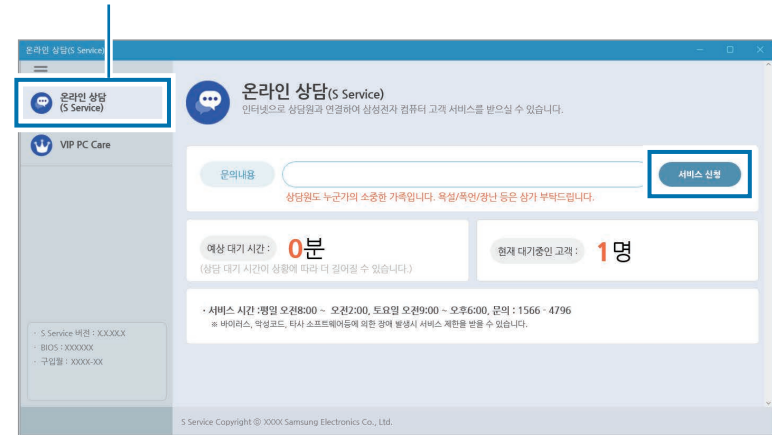 온라인 상담(S Service)
온라인 상담
(S Service)
VIP PC Care
· S Service 버전 : X.X.XX.X
· BIOS : XXXXXX
· 구입월 : XXXX-XX
온라인 상담(S Service)
인터넷으로 상담원과 연결하여 삼성전자 컴퓨터 고객 서비스를 받으실 수 있습니다.
문의내용
서비스 신청
상담원도 누군가의 소중한 가족입니다. 욕설/폭언/장난 등은 삼가 부탁드립니다.
예상 대기 시간 : 0분
(상담 대기 시간이 상황에 따라 더 길어질 수 있습니다.)
현재 대기중인 고객 : 1명
· 서비스 시간 :평일 오전8:00 ~ 오전2:00, 토요일 오전9:00 ~ 오후6:00, 문의 : 1566 - 4796
※ 바이러스, 악성코드, 타사 소프트웨어등에 의한 장애 발생시 서비스 제한을 받을 수 있습니다.
S Service Copyright ⓒ XXXX Samsung Electronics Co., Ltd.